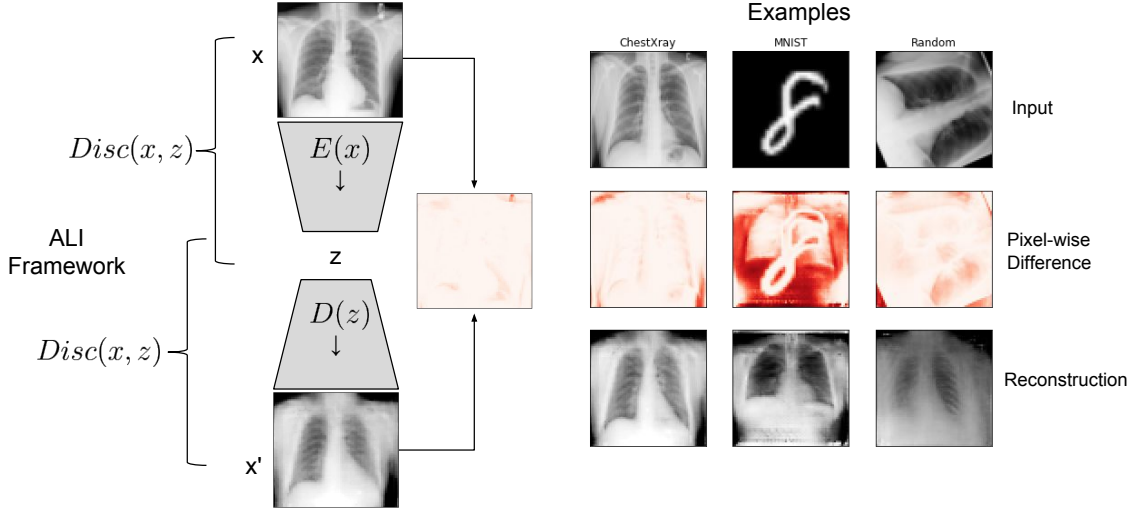 Examples
ChestXray
MNIST
Random
x
E(x)
↓
Disc(x, z)
z
ALI
Framework
D(z)
↓
Disc(x, z)
x'
Input
Pixel-wise
Difference
Reconstruction